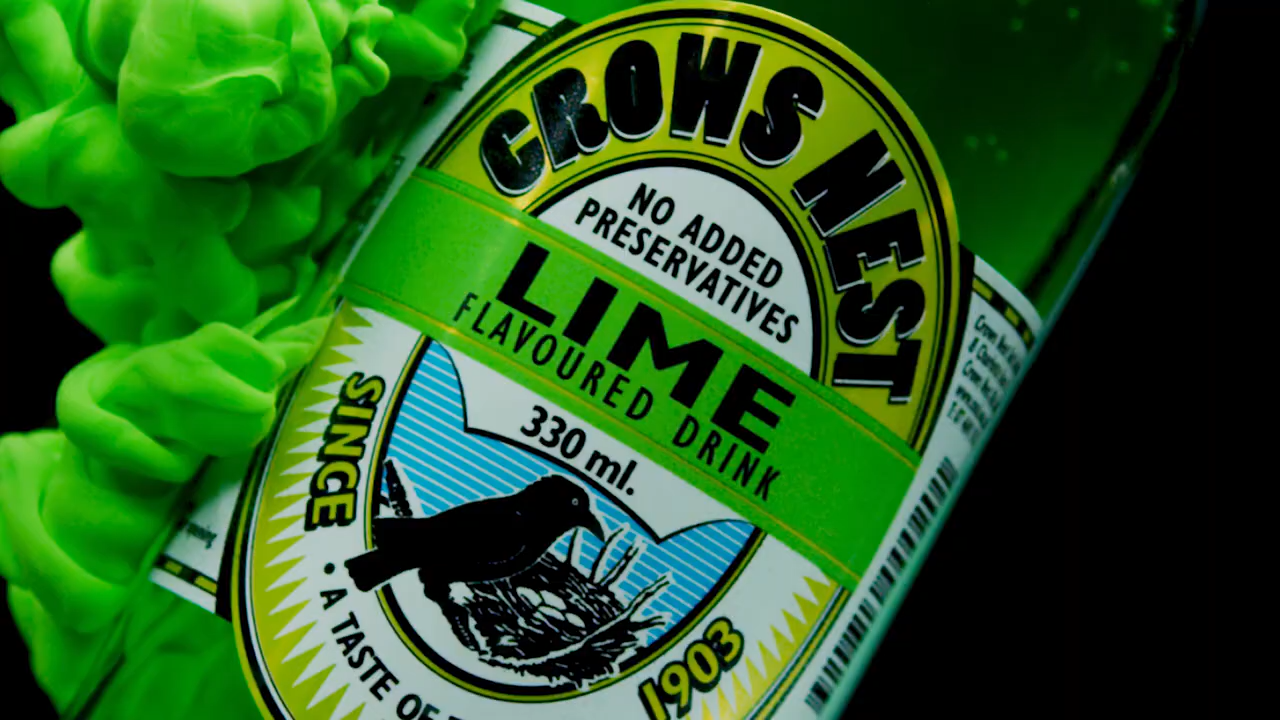 CROWS NEST
NO ADDED
PRESERVATIVES
LIME
FLAVOURED DRINK
330 ml.
SINCE
1903
• A TASTE OF